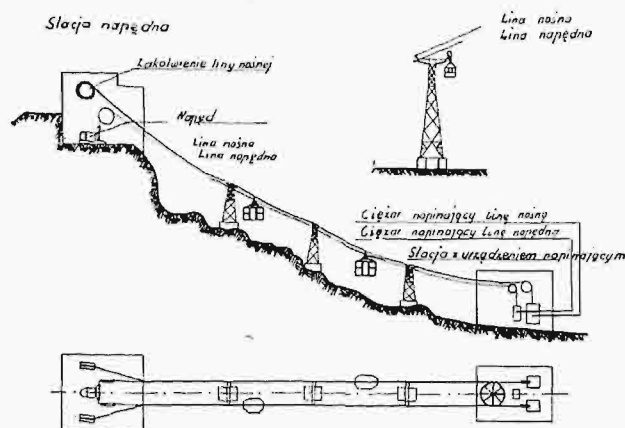 Stacja napędna
Lina nośna
Lina napędna
Zakotwienie liny nośnej
Napęd
Lina nośna
Lina napędna
Ciężar napinający linę nośną
Ciężar napinający linę napędną
Stacja z urządzeniem napinającym